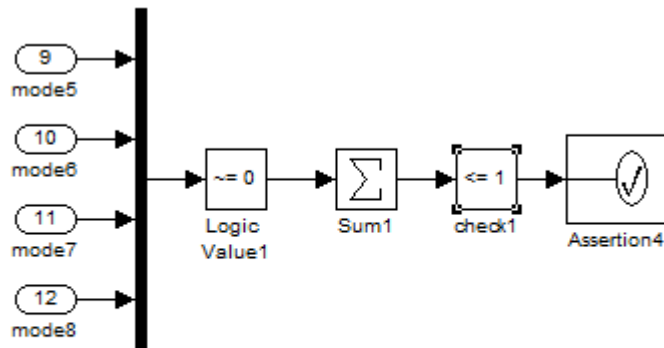 9
mode5
10
mode6
11
mode7
12
mode8
~= 0
Logic
Value1
Σ
Sum1
<= 1
check1
Assertion4